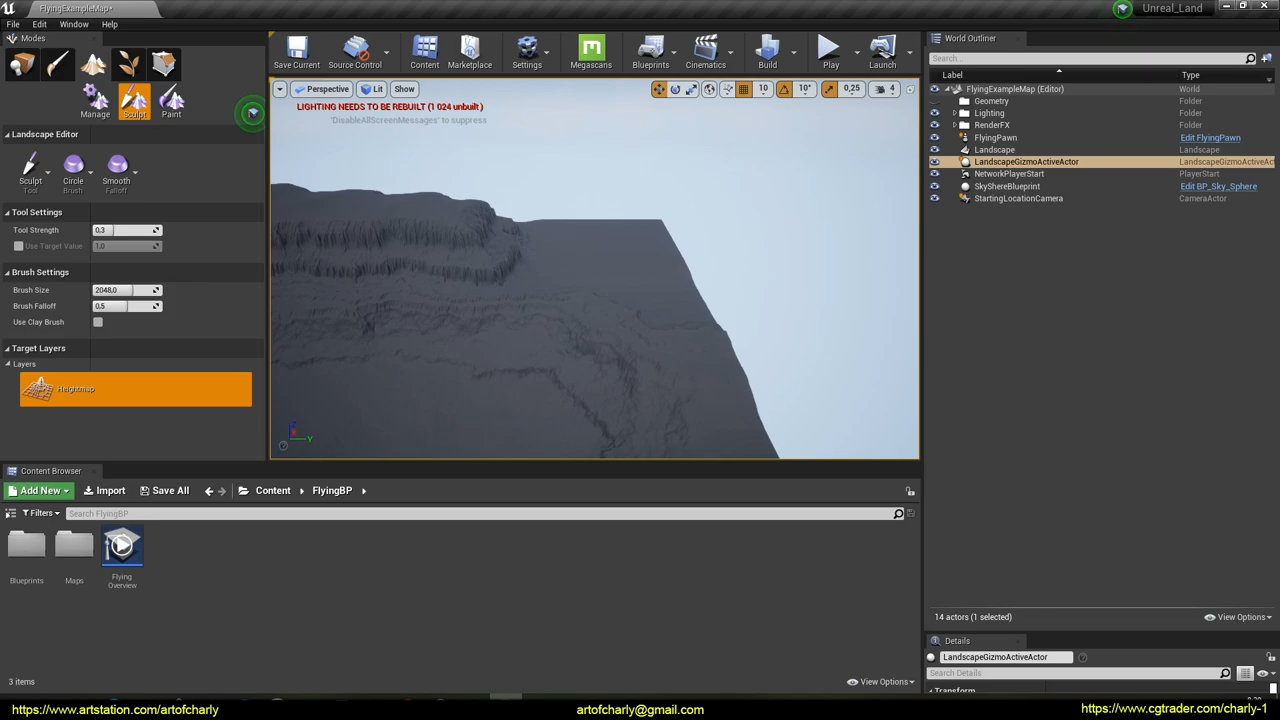 FlyingExampleMap*
Unreal_Land
File Edit Window Help
Modes
Manage Sculpt Paint
Landscape Editor
Sculpt Circle Smooth
Tool Brush Falloff
Tool Settings
Tool Strength 0,3
Use Target Value 1,0
Brush Settings
Brush Size 2048,0
Brush Falloff 0,5
Use Clay Brush
Target Layers
Layers
Heightmap
Save Current Source Control Content Marketplace Settings Megascans Blueprints Cinematics Build Play Launch
Perspective Lit Show 10 10° 0,25 4
LIGHTING NEEDS TO BE REBUILT (1 024 unbuilt )
'DisableAllScreenMessages' to suppress
Y
World Outliner
Search...
Label Type
FlyingExampleMap (Editor) World
Geometry Folder
Lighting Folder
RenderFX Folder
FlyingPawn Edit FlyingPawn
Landscape Landscape
LandscapeGizmoActiveActor LandscapeGizmoActiveAct
NetworkPlayerStart PlayerStart
SkyShereBlueprint Edit BP_Sky_Sphere
StartingLocationCamera CameraActor
14 actors (1 selected) View Options
Details
LandscapeGizmoActiveActor
Search Details
Transform
Content Browser
Add New Import Save All Content FlyingBP
Filters Search FlyingBP
Blueprints Maps Flying
Overview
3 items View Options
https://www.artstation.com/artofcharly artofcharly@gmail.com https://www.cgtrader.com/charly-1